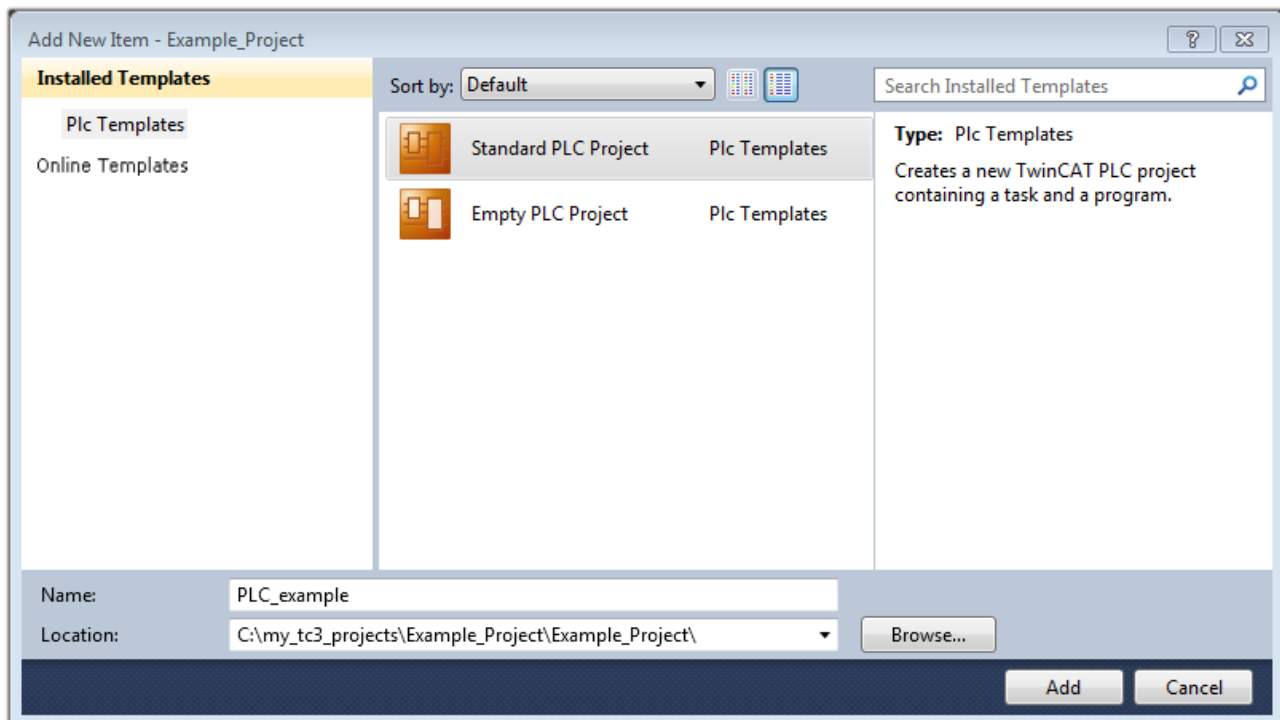 Add New Item - Example_Project
Installed Templates
Plc Templates
Online Templates
Sort by: Default
Search Installed Templates
Standard PLC Project Plc Templates
Empty PLC Project Plc Templates
Type: Plc Templates
Creates a new TwinCAT PLC project
containing a task and a program.
Name: PLC_example
Location: C:\my_tc3_projects\Example_Project\Example_Project\
Browse...
Add Cancel